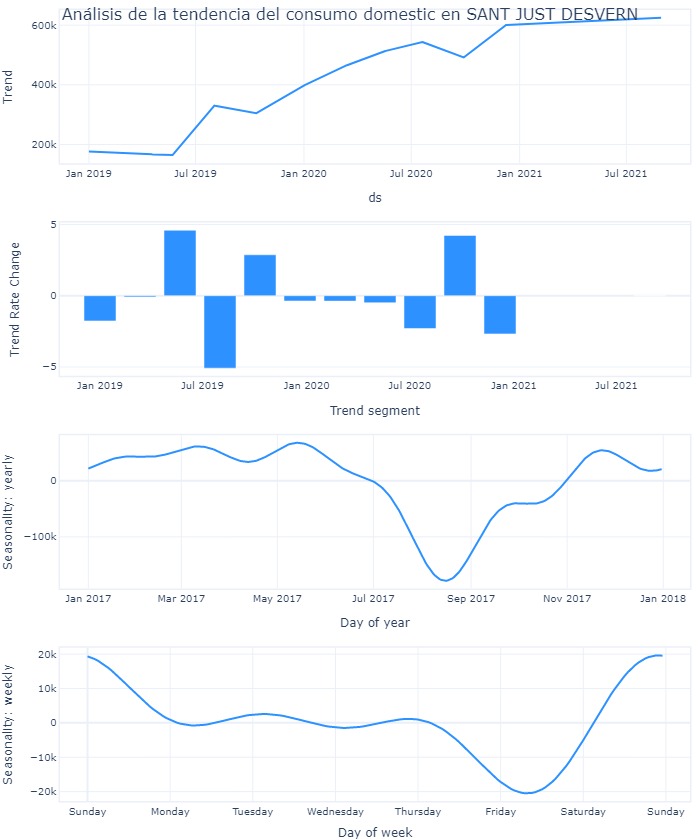 Análisis de la tendencia del consumo domestic en SANT JUST DESVERN
600k
400k
200k
Trend
Jan 2019 Jul 2019 Jan 2020 Jul 2020 Jan 2021 Jul 2021
ds
5
0
−5
Trend Rate Change
Jan 2019 Jul 2019 Jan 2020 Jul 2020 Jan 2021 Jul 2021
Trend segment
0
−100k
Seasonality: yearly
Jan 2017 Mar 2017 May 2017 Jul 2017 Sep 2017 Nov 2017 Jan 2018
Day of year
20k
10k
0
−10k
−20k
Seasonality: weekly
Sunday Monday Tuesday Wednesday Thursday Friday Saturday Sunday
Day of week